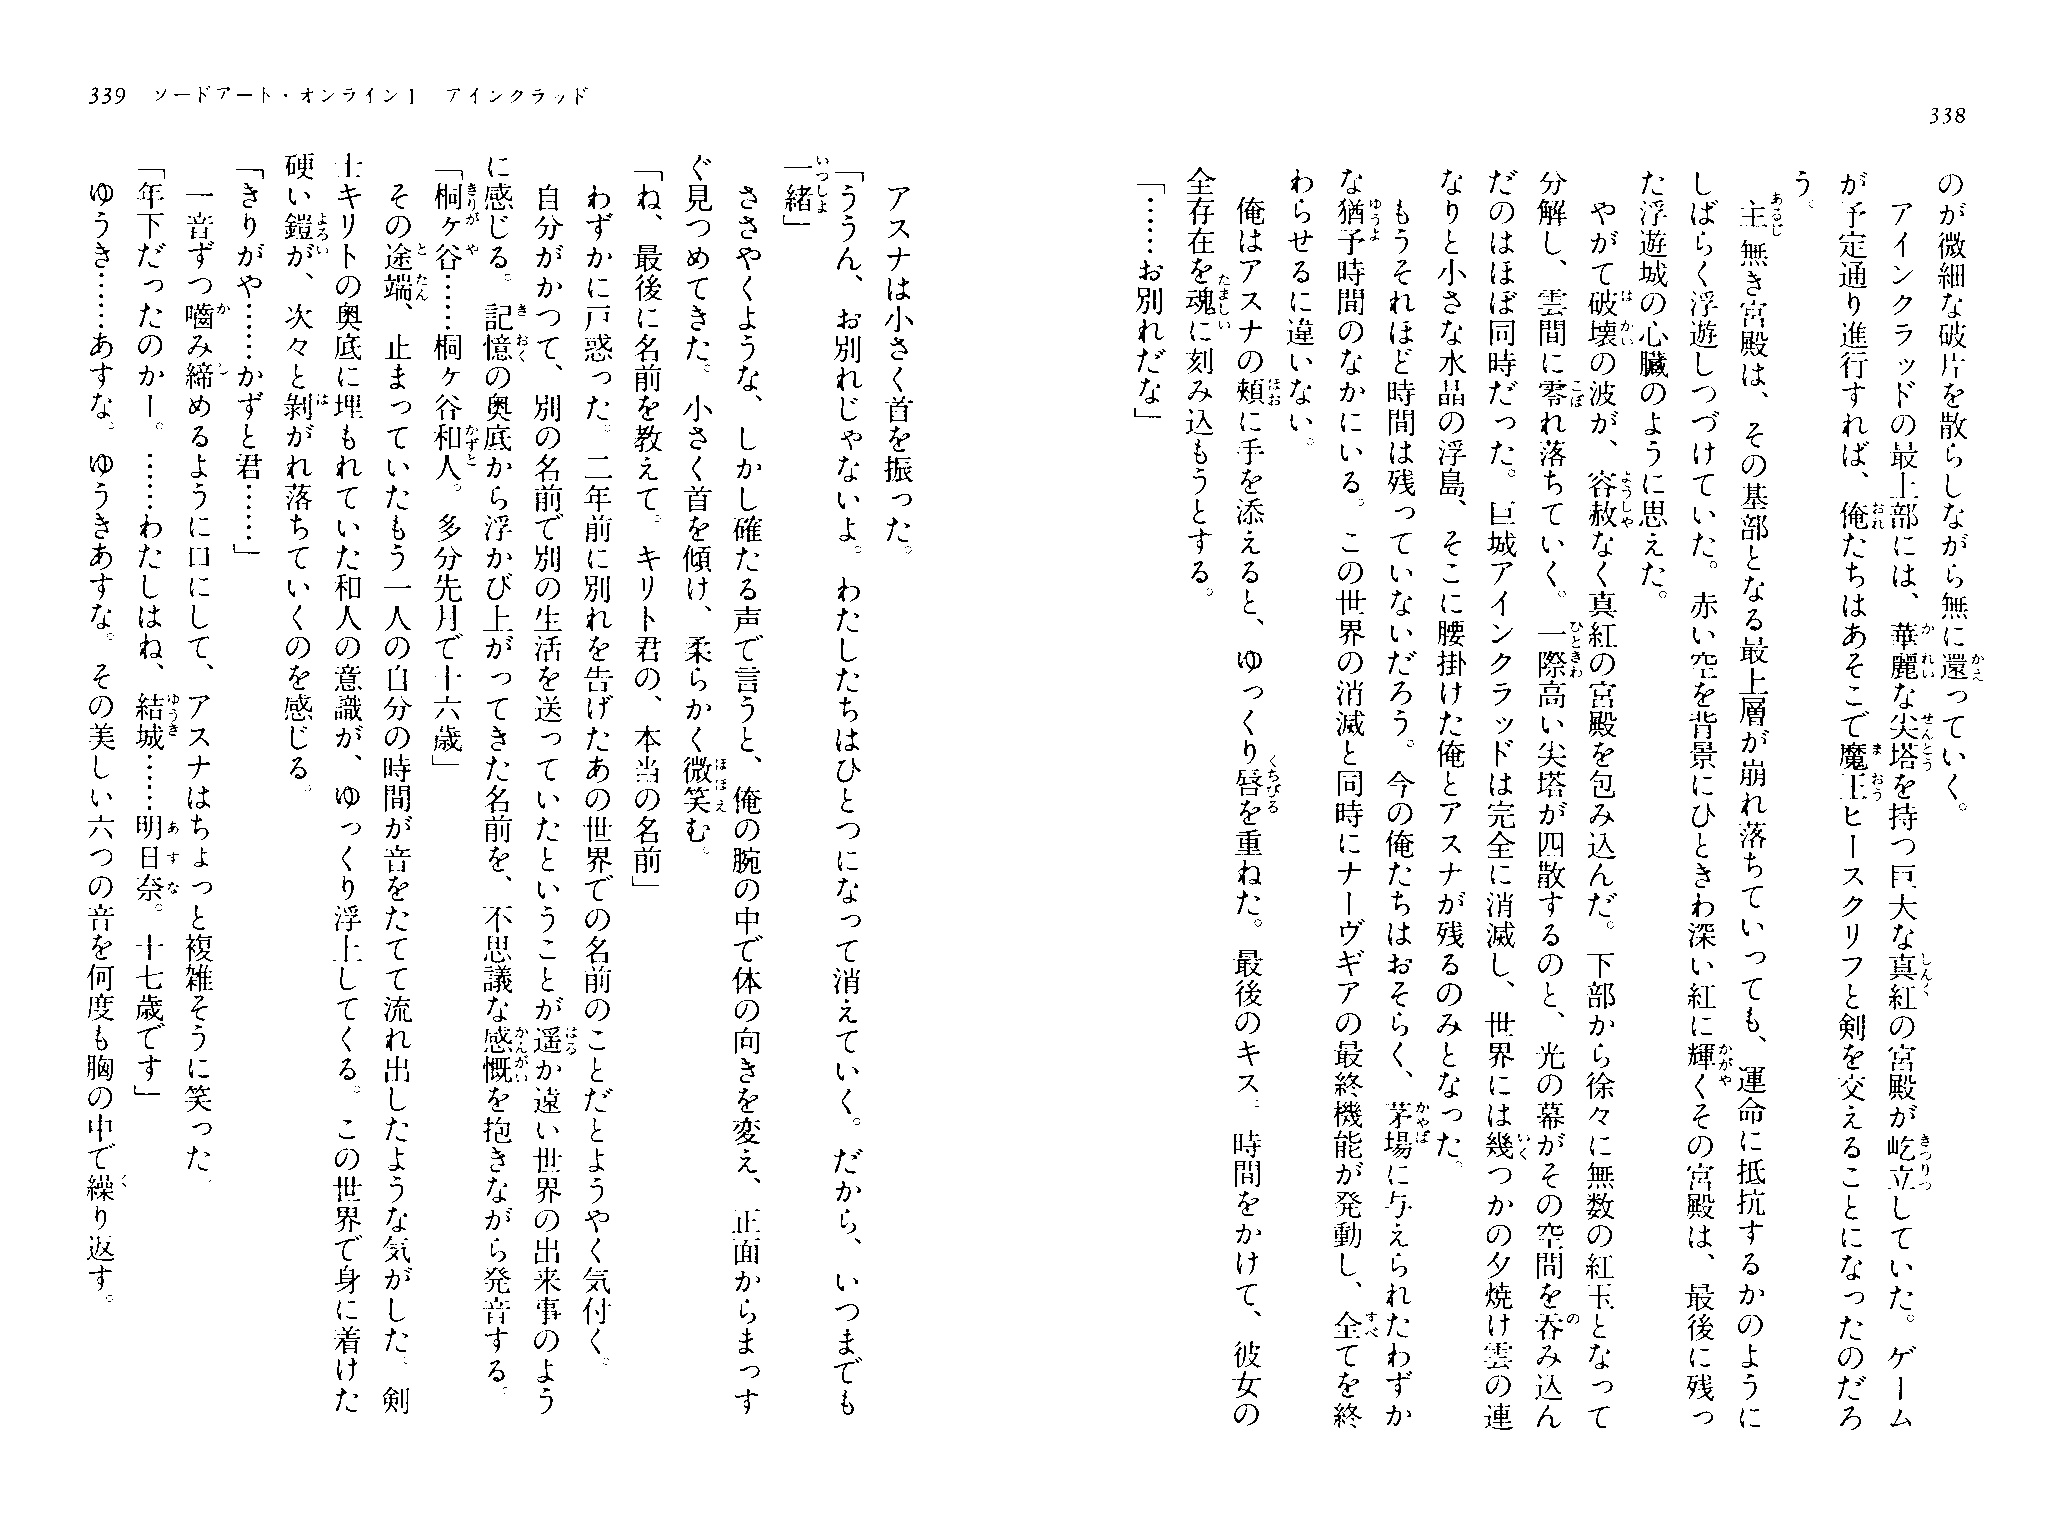 338
のが微細な破片を散らしながら無に還っていく。
アインクラッドの最上部には、華麗な尖塔を持つ巨大な真紅の宮殿が屹立していた。ゲーム
が予定通り進行すれば、俺たちはあそこで魔王ヒースクリフと剣を交えることになったのだろ
う。
主無き宮殿は、その基部となる最上層が崩れ落ちていっても、運命に抵抗するかのように
しばらく浮遊しつづけていた。赤い空を背景にひときわ深い紅に輝くその宮殿は、最後に残っ
た浮遊城の心臓のように思えた。
やがて破壊の波が、容赦なく真紅の宮殿を包み込んだ。下部から徐々に無数の紅玉となって
分解し、雲間に零れ落ちていく。一際高い尖塔が四散するのと、光の幕がその空間を呑み込ん
だのはほぼ同時だった。巨城アインクラッドは完全に消滅し、世界には幾つかの夕焼け雲の連
なりと小さな水晶の浮島、そこに腰掛けた俺とアスナが残るのみとなった。
もうそれほど時間は残っていないだろう。今の俺たちはおそらく、茅場に与えられたわずか
な猶予時間のなかにいる。この世界の消滅と同時にナーヴギアの最終機能が発動し、全てを終
わらせるに違いない。
俺はアスナの頬に手を添えると、ゆっくり唇を重ねた。最後のキス。時間をかけて、彼女の
全存在を魂に刻み込もうとする。
「……お別れだな」
339 ソードアート・オンライン1 アインクラッド
アスナは小さく首を振った。
「ううん、お別れじゃないよ。わたしたちはひとつになって消えていく。だから、いつまでも
一緒」
ささやくような、しかし確たる声で言うと、俺の腕の中で体の向きを変え、正面からまっす
ぐ見つめてきた。小さく首を傾け、柔らかく微笑む。
「ね、最後に名前を教えて。キリト君の、本当の名前」
わずかに戸惑った。二年前に別れを告げたあの世界での名前のことだとようやく気付く。
自分がかつて、別の名前で別の生活を送っていたということが遥か遠い世界の出来事のよう
に感じる。記憶の奥底から浮かび上がってきた名前を、不思議な感慨を抱きながら発音する。
「桐ヶ谷……桐ヶ谷和人。多分先月で十六歳」
その途端、止まっていたもう一人の自分の時間が音をたてて流れ出したような気がした。剣
士キリトの奥底に埋もれていた和人の意識が、ゆっくり浮上してくる。この世界で身に着けた
硬い鎧が、次々と剝がれ落ちていくのを感じる。
「きりがや……かずと君……」
一音ずつ嚙み締めるように口にして、アスナはちょっと複雑そうに笑った。
「年下だったのかー。……わたしはね、結城……明日奈。十七歳です」
ゆうき……あすな。ゆうきあすな。その美しい六つの音を何度も胸の中で繰り返す。